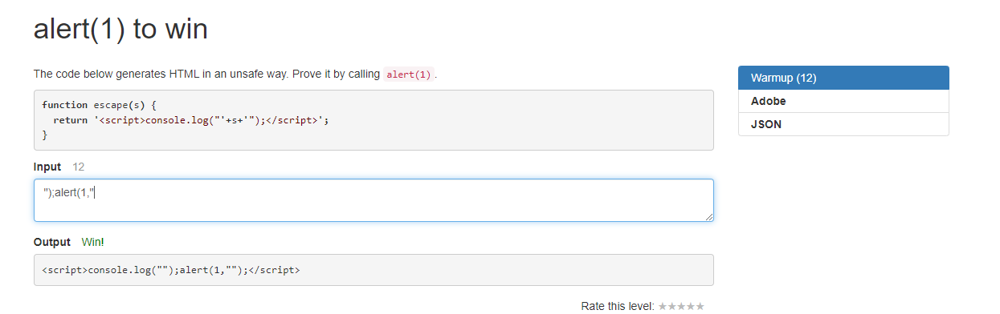 alert(1) to win
The code below generates HTML in an unsafe way. Prove it by calling alert(1).
function escape(s) {
  return '<script>console.log("'+s+'");</script>';
}
Input 12
");alert(1,"
Output Win!
<script>console.log("");alert(1,"");</script>
Rate this level: ★★★★★
Warmup (12)
Adobe
JSON